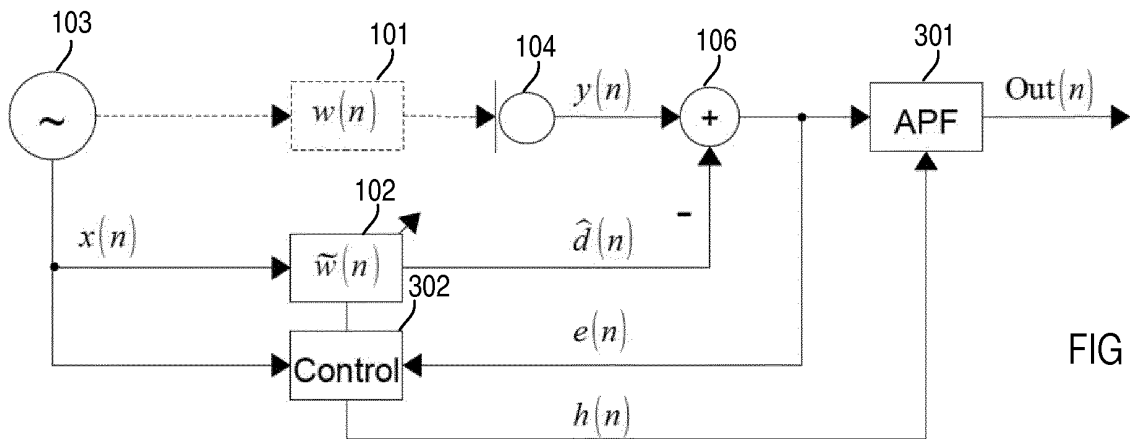 103
101
104
106
301
~
w(n)
y(n)
+
APF
Out(n)
x(n)
102
w̃(n)
d̂(n)
-
302
Control
e(n)
h(n)
FIG